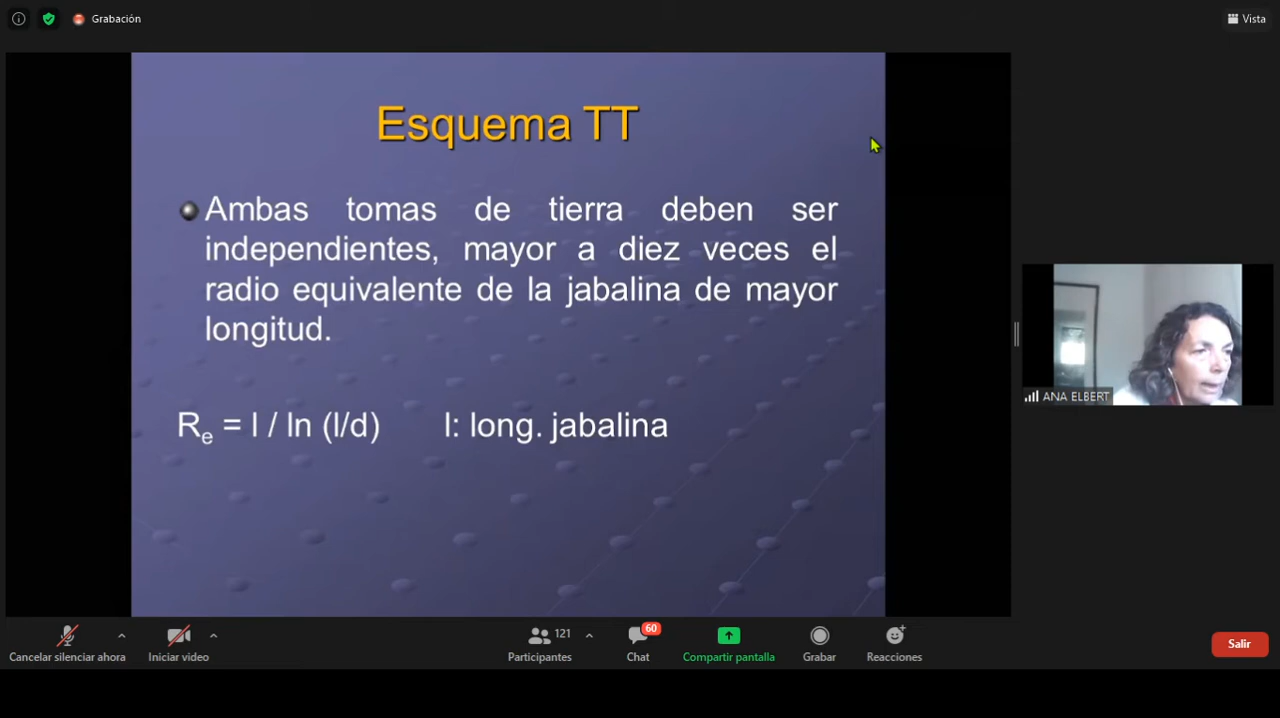 Grabación
Vista
Esquema TT
Ambas tomas de tierra deben ser
independientes, mayor a diez veces el
radio equivalente de la jabalina de mayor
longitud.
Re = l / ln (l/d) l: long. jabalina
ANA ELBERT
Cancelar silenciar ahora
Iniciar video
121
Participantes
60
Chat
Compartir pantalla
Grabar
Reacciones
Salir